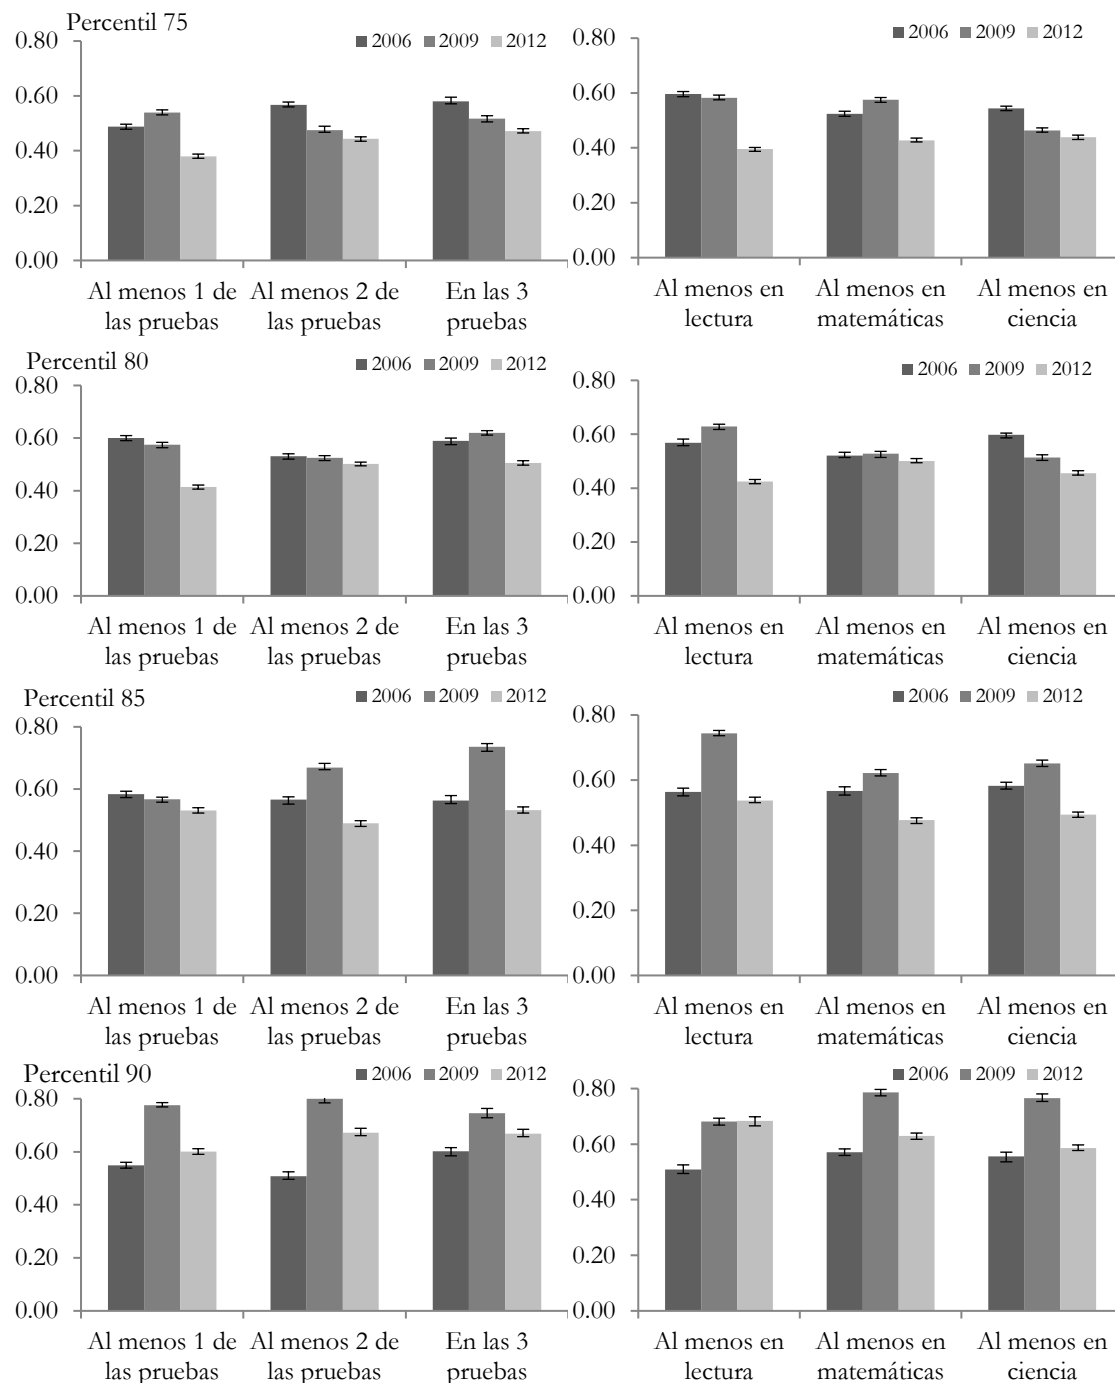 Percentil 75
2006 2009 2012
0.80
0.60
0.40
0.20
0.00
Al menos 1 de las pruebas
Al menos 2 de las pruebas
En las 3 pruebas
2006 2009 2012
0.80
0.60
0.40
0.20
0.00
Al menos en lectura
Al menos en matemáticas
Al menos en ciencia
Percentil 80
2006 2009 2012
0.80
0.60
0.40
0.20
0.00
Al menos 1 de las pruebas
Al menos 2 de las pruebas
En las 3 pruebas
2006 2009 2012
0.80
0.60
0.40
0.20
0.00
Al menos en lectura
Al menos en matemáticas
Al menos en ciencia
Percentil 85
2006 2009 2012
0.80
0.60
0.40
0.20
0.00
Al menos 1 de las pruebas
Al menos 2 de las pruebas
En las 3 pruebas
2006 2009 2012
0.80
0.60
0.40
0.20
0.00
Al menos en lectura
Al menos en matemáticas
Al menos en ciencia
Percentil 90
2006 2009 2012
0.80
0.60
0.40
0.20
0.00
Al menos 1 de las pruebas
Al menos 2 de las pruebas
En las 3 pruebas
2006 2009 2012
0.80
0.60
0.40
0.20
0.00
Al menos en lectura
Al menos en matemáticas
Al menos en ciencia